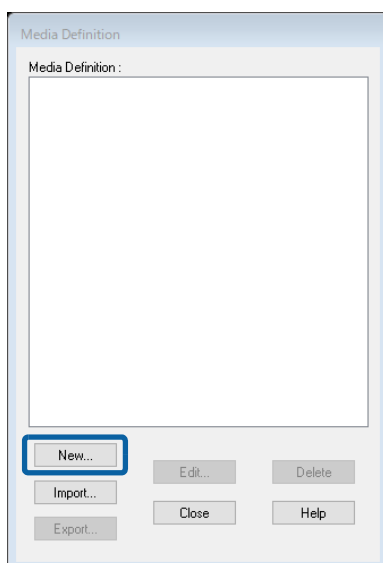 Media Definition
Media Definition :
New...
Edit...
Delete
Import...
Close
Help
Export...